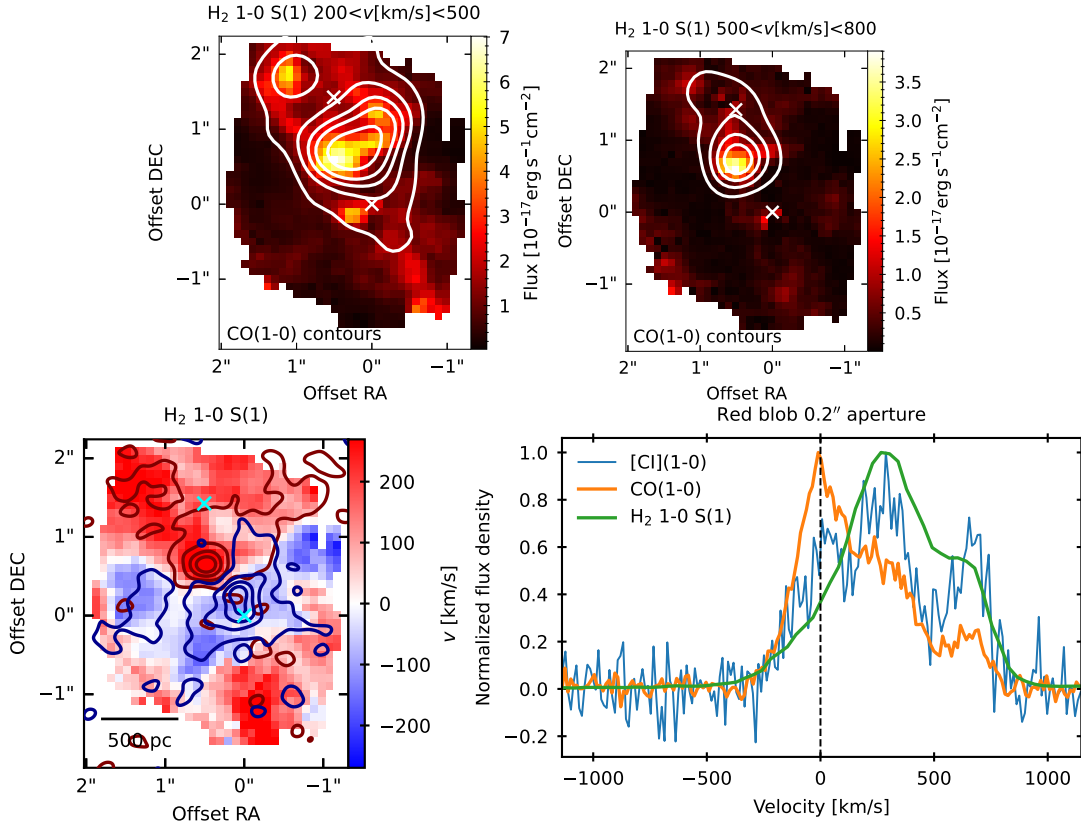 H₂ 1-0 S(1) 200<v[km/s]<500
2"
1"
0"
−1"
Offset DEC
CO(1-0) contours
2"
1"
0"
−1"
Offset RA
7
6
5
4
3
2
1
Flux [10⁻¹⁷erg s⁻¹cm⁻²]
H₂ 1-0 S(1) 500<v[km/s]<800
2"
1"
0"
−1"
Offset DEC
CO(1-0) contours
2"
1"
0"
−1"
Offset RA
3.5
3.0
2.5
2.0
1.5
1.0
0.5
Flux [10⁻¹⁷erg s⁻¹cm⁻²]
H₂ 1-0 S(1)
2"
1"
0"
−1"
Offset DEC
500 pc
2"
1"
0"
−1"
Offset RA
200
100
0
−100
−200
v [km/s]
Red blob 0.2″ aperture
[CI](1-0)
CO(1-0)
H₂ 1-0 S(1)
1.0
0.8
0.6
0.4
0.2
0.0
−0.2
Normalized flux density
−1000
−500
0
500
1000
Velocity [km/s]